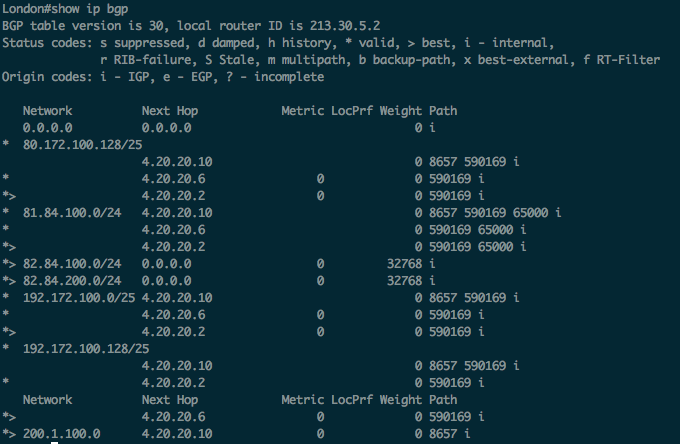 London#show ip bgp
BGP table version is 30, local router ID is 213.30.5.2
Status codes: s suppressed, d damped, h history, * valid, > best, i - internal,
              r RIB-failure, S Stale, m multipath, b backup-path, x best-external, f RT-Filter
Origin codes: i - IGP, e - EGP, ? - incomplete

   Network          Next Hop            Metric LocPrf Weight Path
   0.0.0.0          0.0.0.0                                0 i
*  80.172.100.128/25
                    4.20.20.10                             0 8657 590169 i
*                   4.20.20.6                0             0 590169 i
*>                  4.20.20.2                0             0 590169 i
*  81.84.100.0/24   4.20.20.10                             0 8657 590169 65000 i
*                   4.20.20.6                              0 590169 65000 i
*>                  4.20.20.2                              0 590169 65000 i
*> 82.84.100.0/24   0.0.0.0                  0         32768 i
*> 82.84.200.0/24   0.0.0.0                  0         32768 i
*  192.172.100.0/25 4.20.20.10                             0 8657 590169 i
*                   4.20.20.6                0             0 590169 i
*>                  4.20.20.2                0             0 590169 i
*  192.172.100.128/25
                    4.20.20.10                             0 8657 590169 i
*                   4.20.20.2                0             0 590169 i
   Network          Next Hop            Metric LocPrf Weight Path
*>                  4.20.20.6                0             0 590169 i
*> 200.1.100.0      4.20.20.10               0             0 8657 i